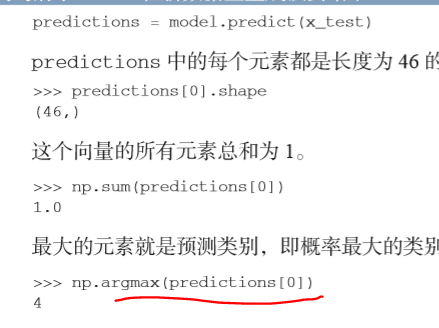 predictions = model.predict(x_test)
predictions 中的每个元素都是长度为 46 的
>>> predictions[0].shape
(46,)
这个向量的所有元素总和为 1。
>>> np.sum(predictions[0])
1.0
最大的元素就是预测类别，即概率最大的类别
>>> np.argmax(predictions[0])
4